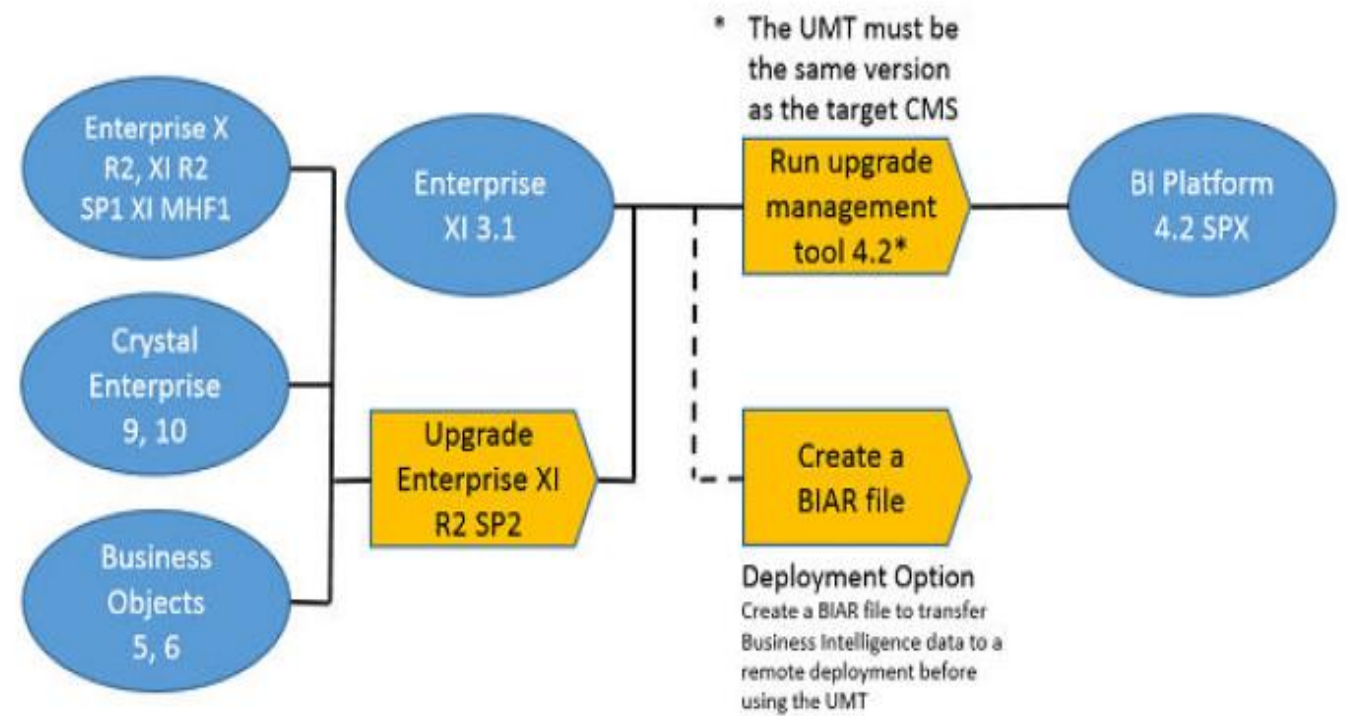 * The UMT must be
the same version
as the target CMS
Enterprise X
R2, XI R2
SP1 XI MHF1
Enterprise
XI 3.1
Run upgrade
management
tool 4.2*
BI Platform
4.2 SPX
Crystal
Enterprise
9, 10
Upgrade
Enterprise XI
R2 SP2
Create a
BIAR file
Business
Objects
5, 6
Deployment Option
Create a BIAR file to transfer
Business Intelligence data to a
remote deployment before
using the UMT